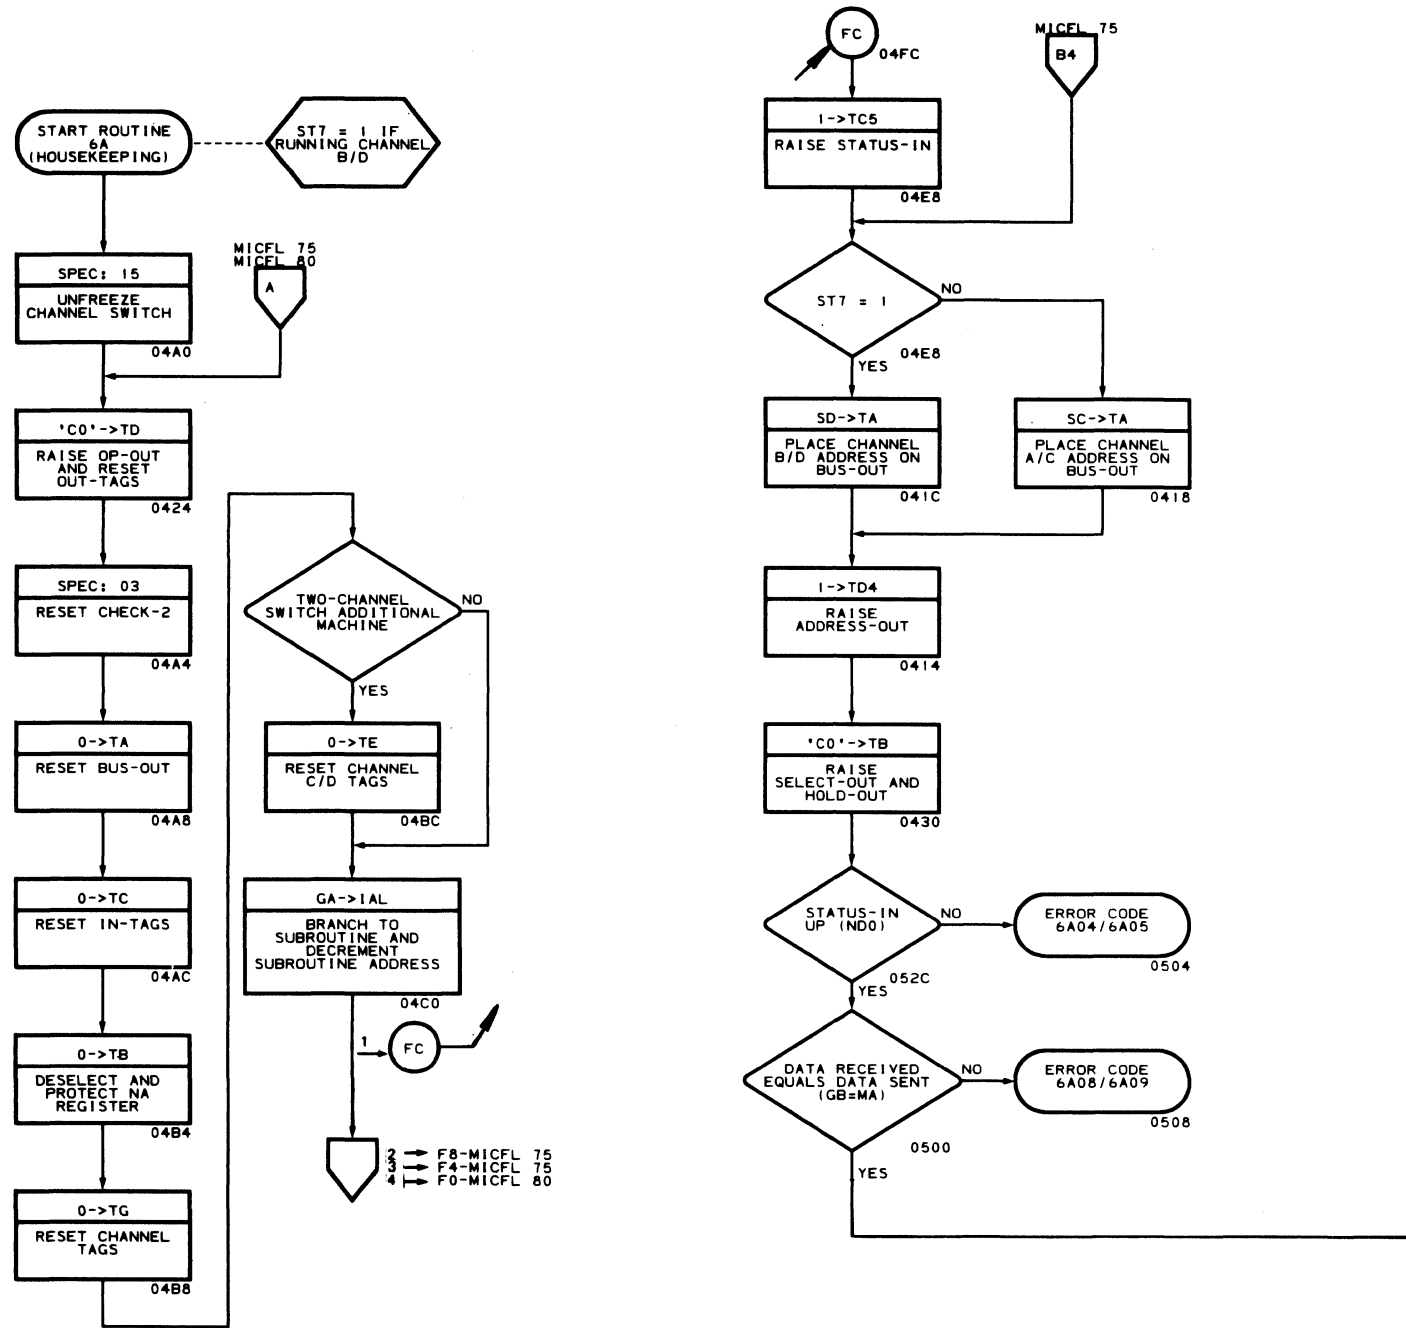 START ROUTINE
6A
(HOUSEKEEPING)
ST7 = 1 IF
RUNNING CHANNEL
B/D
SPEC: 15
UNFREEZE
CHANNEL SWITCH
04A0
MICFL 75
MICFL 80
A
'C0'->TD
RAISE OP-OUT
AND RESET
OUT-TAGS
0424
SPEC: 03
RESET CHECK-2
04A4
0->TA
RESET BUS-OUT
04A8
0->TC
RESET IN-TAGS
04AC
0->TB
DESELECT AND
PROTECT NA
REGISTER
04B4
0->TG
RESET CHANNEL
TAGS
04B8
TWO-CHANNEL
SWITCH ADDITIONAL
MACHINE
NO
YES
0->TE
RESET CHANNEL
C/D TAGS
04BC
GA->IAL
BRANCH TO
SUBROUTINE AND
DECREMENT
SUBROUTINE ADDRESS
04C0
1
FC
2 → F8-MICFL 75
3 → F4-MICFL 75
4 → F0-MICFL 80
FC
04FC
MICFL 75
B4
1->TC5
RAISE STATUS-IN
04E8
ST7 = 1
NO
04E8
YES
SD->TA
PLACE CHANNEL
B/D ADDRESS ON
BUS-OUT
041C
SC->TA
PLACE CHANNEL
A/C ADDRESS ON
BUS-OUT
0418
1->TD4
RAISE
ADDRESS-OUT
0414
'C0'->TB
RAISE
SELECT-OUT AND
HOLD-OUT
0430
STATUS-IN
UP (ND0)
NO
052C
YES
ERROR CODE
6A04/6A05
0504
DATA RECEIVED
EQUALS DATA SENT
(GB=MA)
NO
0500
YES
ERROR CODE
6A08/6A09
0508